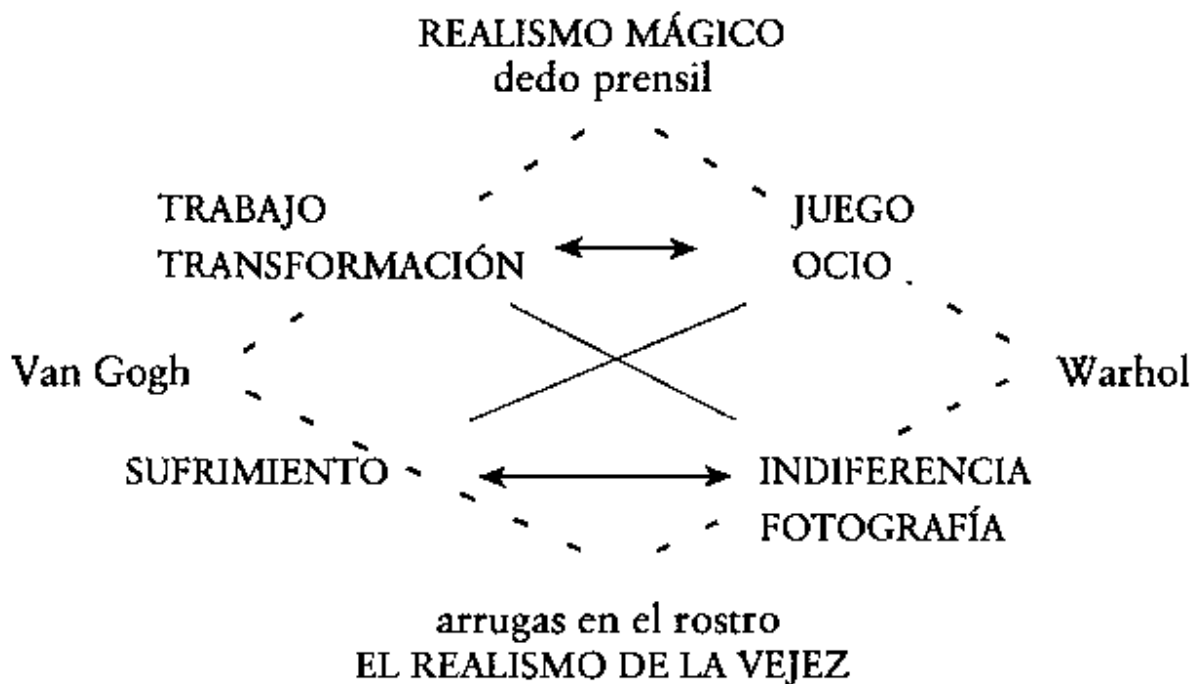 REALISMO MÁGICO
dedo prensil
TRABAJO
TRANSFORMACIÓN
JUEGO
OCIO
Van Gogh
Warhol
SUFRIMIENTO
INDIFERENCIA
FOTOGRAFÍA
arrugas en el rostro
EL REALISMO DE LA VEJEZ